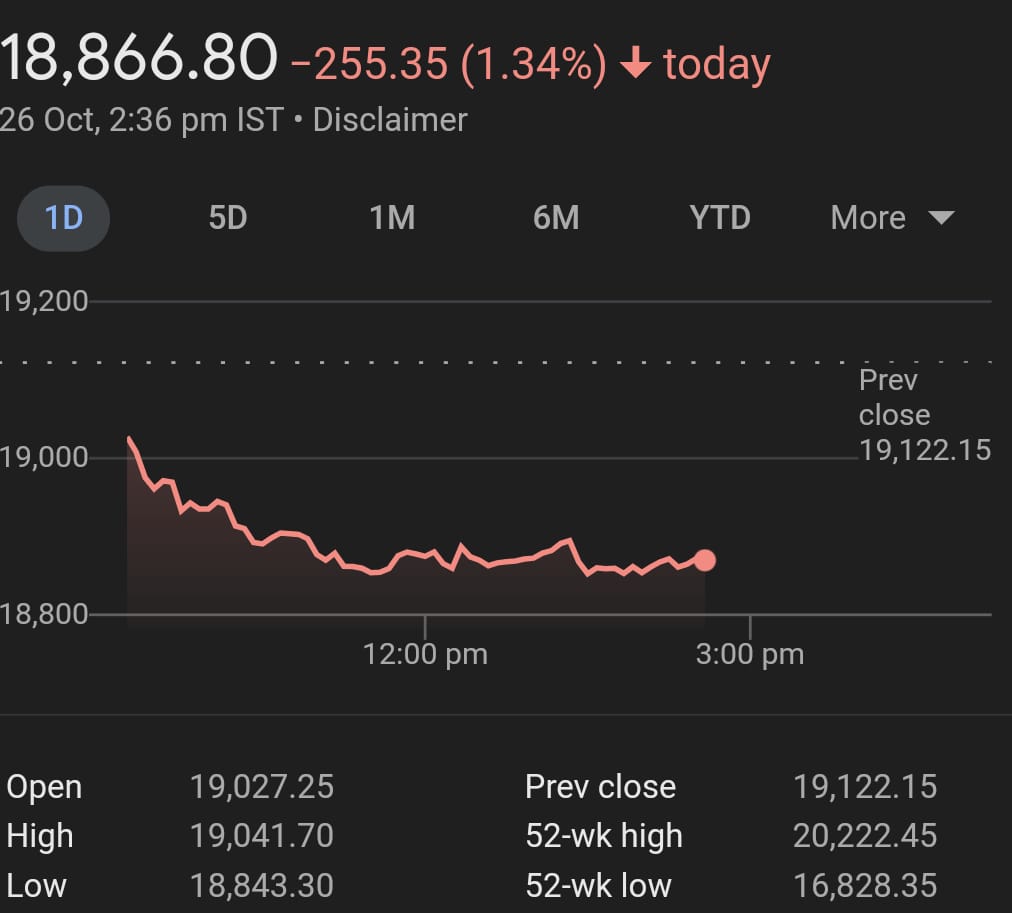 18,866.80 −255.35 (1.34%) ↓ today
26 Oct, 2:36 pm IST • Disclaimer
1D 5D 1M 6M YTD More
19,200
Prev
close
19,122.15
19,000
18,800
12:00 pm 3:00 pm
Open 19,027.25 Prev close 19,122.15
High 19,041.70 52-wk high 20,222.45
Low 18,843.30 52-wk low 16,828.35